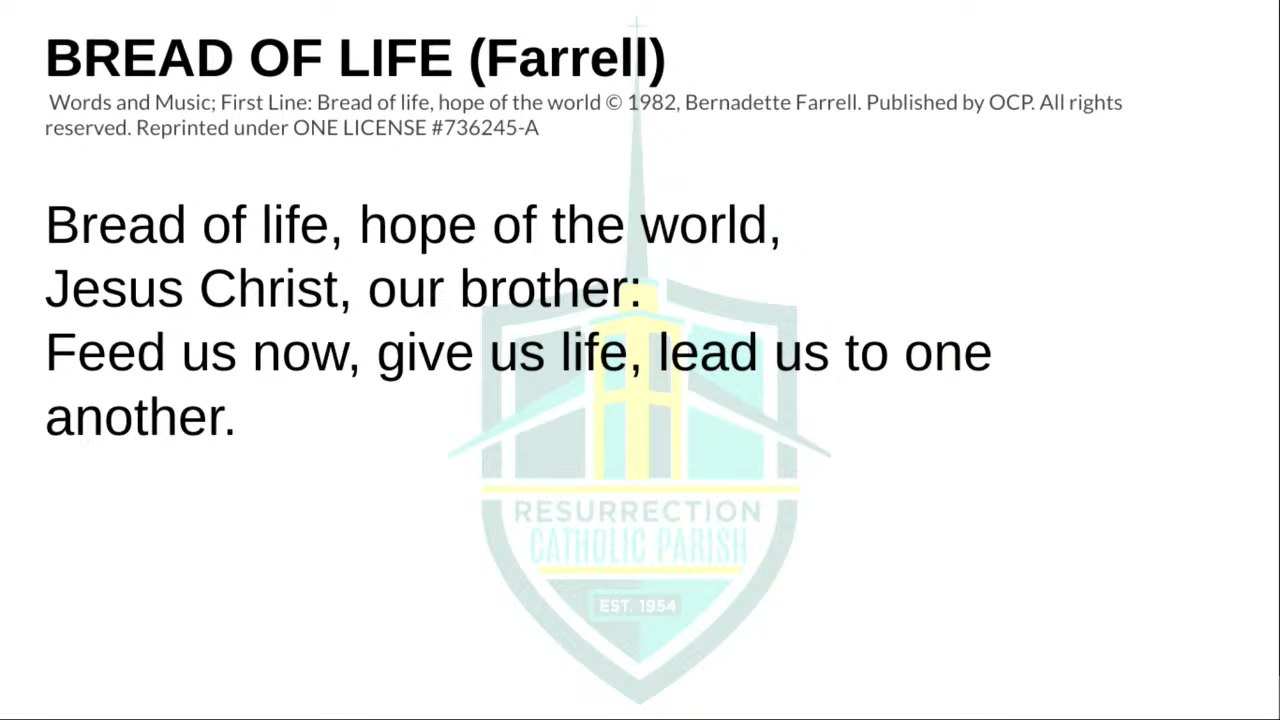 BREAD OF LIFE (Farrell)
Words and Music; First Line: Bread of life, hope of the world © 1982, Bernadette Farrell. Published by OCP. All rights
reserved. Reprinted under ONE LICENSE #736245-A
Bread of life, hope of the world,
Jesus Christ, our brother:
Feed us now, give us life, lead us to one
another.
RESURRECTION
CATHOLIC PARISH
EST. 1954